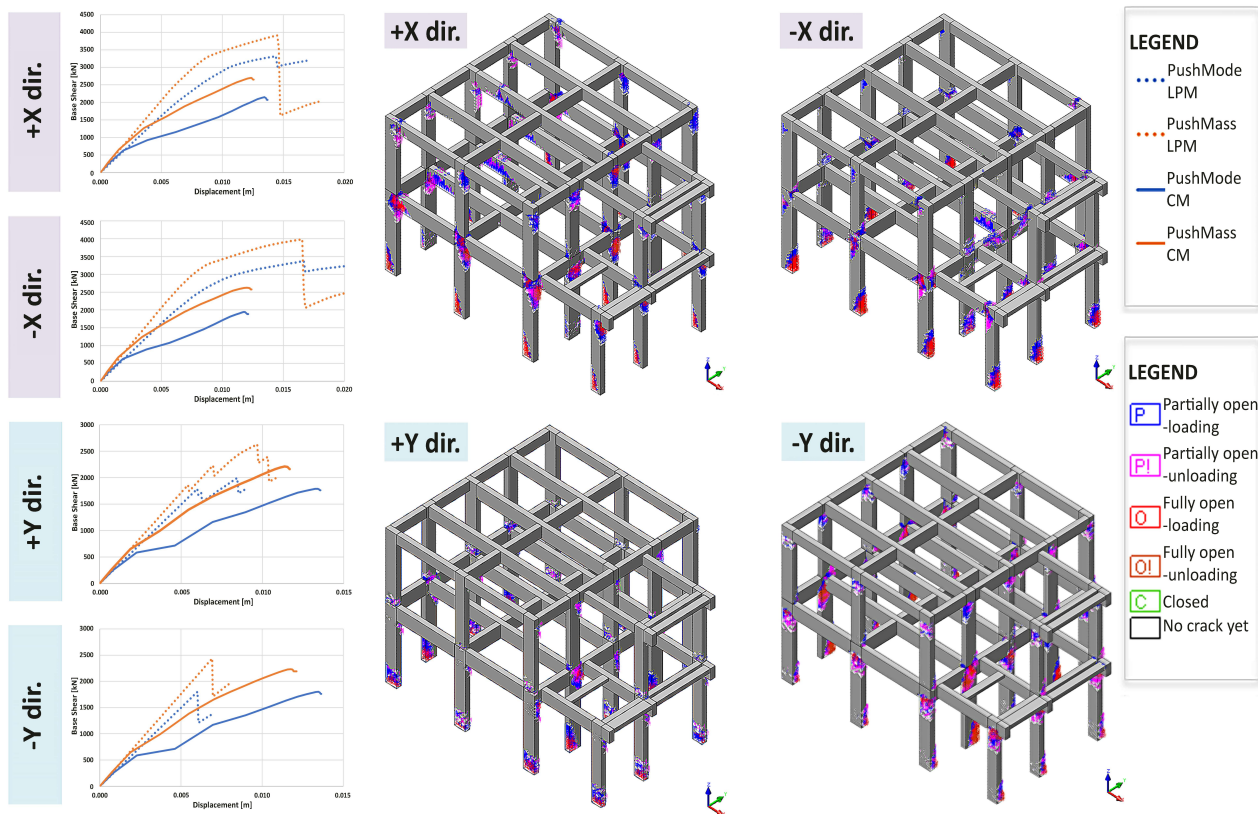 +X dir.
Base Shear [kN]
4500
4000
3500
3000
2500
2000
1500
1000
500
0
0.000
0.005
0.010
0.015
0.020
Displacement [m]
+X dir.
-X dir.
LEGEND
PushMode
LPM
PushMass
LPM
PushMode
CM
PushMass
CM
-X dir.
Base Shear [kN]
4500
4000
3500
3000
2500
2000
1500
1000
500
0
0.000
0.005
0.010
0.015
0.020
Displacement [m]
+Y dir.
Base Shear [kN]
3000
2500
2000
1500
1000
500
0
0.000
0.005
0.010
0.015
Displacement [m]
+Y dir.
-Y dir.
LEGEND
P Partially open
-loading
P! Partially open
-unloading
O Fully open
-loading
O! Fully open
-unloading
C Closed
No crack yet
-Y dir.
Base Shear [kN]
3000
2500
2000
1500
1000
500
0
0.000
0.005
0.010
0.015
Displacement [m]